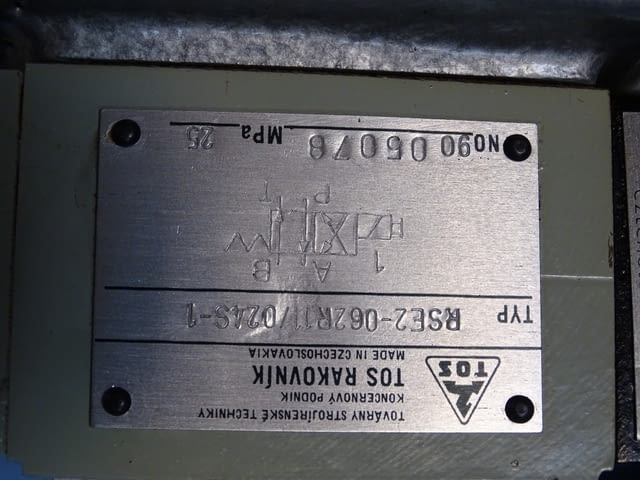 TOVÁRNY STROJÍRENSKÉ TECHNIKY
KONCERNOVÝ PODNIK
TOS
TOS RAKOVNÍK
MADE IN CZECHOSLOVAKIA
TYP RSE2-062R11/024S-1
1 A B
P T
NO 90 05078 MPa 25